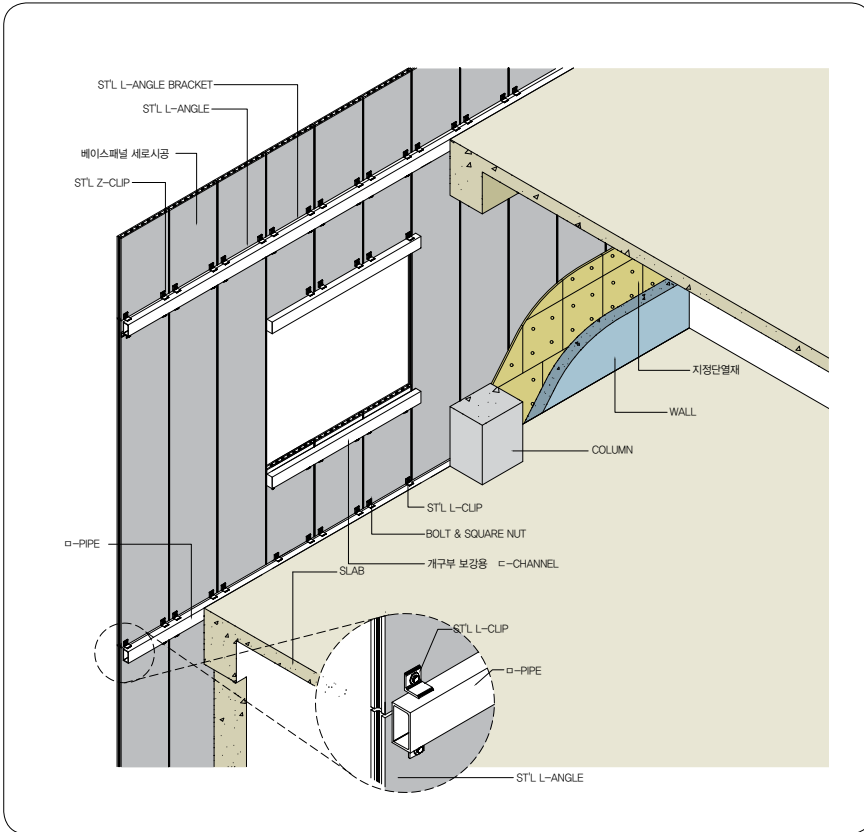 ST'L L-ANGLE BRACKET
ST'L L-ANGLE
베이스패널 세로시공
ST'L Z-CLIP
지정단열재
WALL
COLUMN
ST'L L-CLIP
BOLT & SQUARE NUT
ㅁ-PIPE
개구부 보강용 ㄷ-CHANNEL
SLAB
ST'L L-CLIP
ㅁ-PIPE
ST'L L-ANGLE